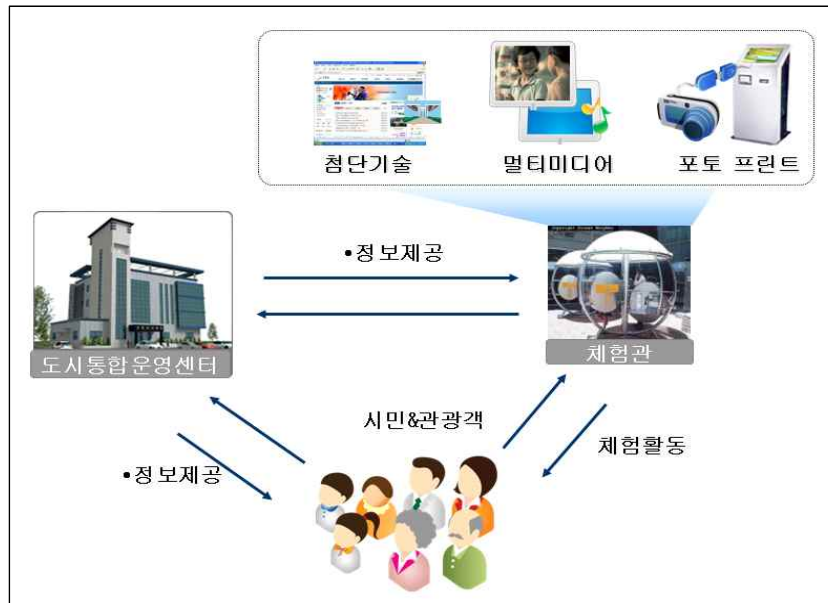 첨단기술
멀티미디어
포토 프린트
•정보제공
도시통합운영센터
체험관
시민&관광객
•정보제공
체험활동